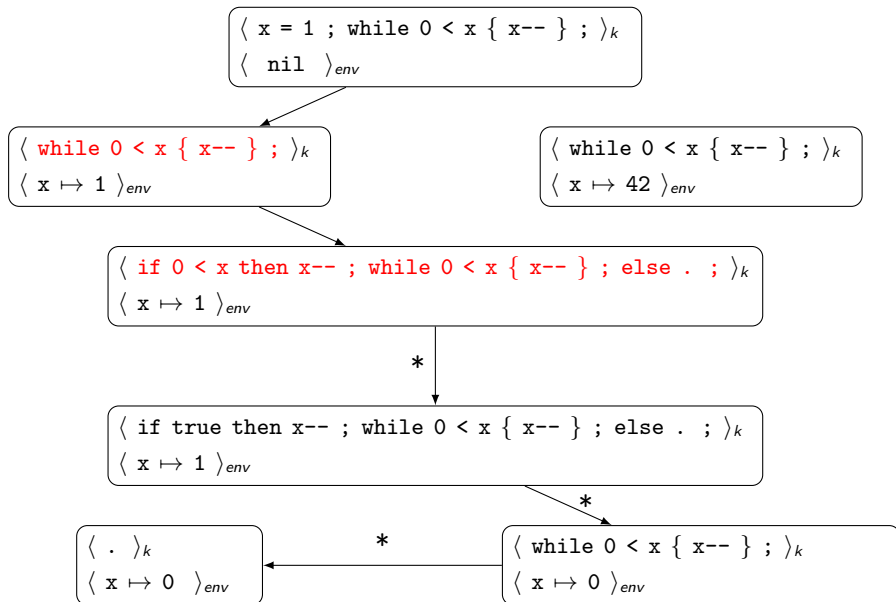 ⟨ x = 1 ; while 0 < x { x-- } ; ⟩k
⟨ nil ⟩env
⟨ while 0 < x { x-- } ; ⟩k
⟨ x ↦ 1 ⟩env
⟨ while 0 < x { x-- } ; ⟩k
⟨ x ↦ 42 ⟩env
⟨ if 0 < x then x-- ; while 0 < x { x-- } ; else . ; ⟩k
⟨ x ↦ 1 ⟩env
*
⟨ if true then x-- ; while 0 < x { x-- } ; else . ; ⟩k
⟨ x ↦ 1 ⟩env
*
⟨ while 0 < x { x-- } ; ⟩k
⟨ x ↦ 0 ⟩env
*
⟨ . ⟩k
⟨ x ↦ 0 ⟩env